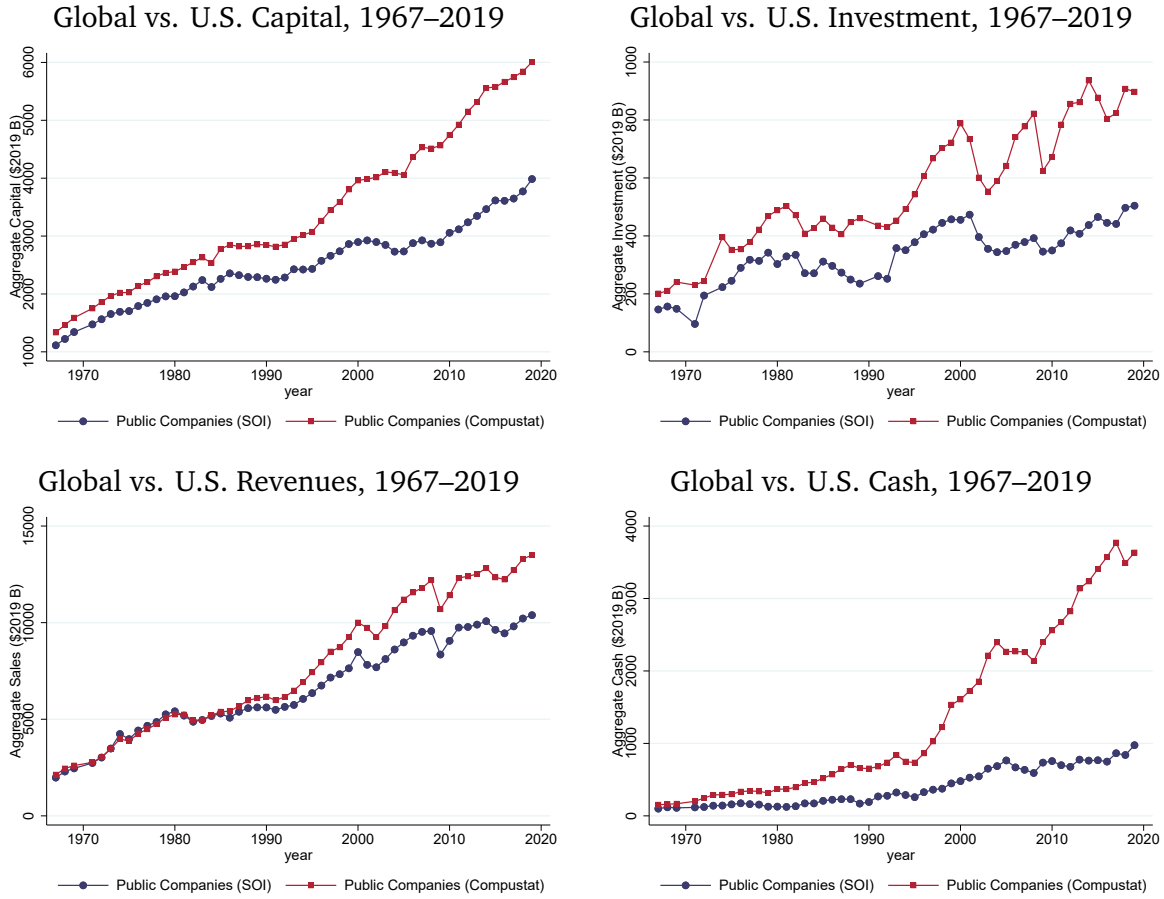 Global vs. U.S. Capital, 1967–2019
Aggregate Capital ($2019 B)
6000
5000
4000
3000
2000
1000
1970 1980 1990 2000 2010 2020
year
Public Companies (SOI) Public Companies (Compustat)
Global vs. U.S. Investment, 1967–2019
Aggregate Investment ($2019 B)
1000
800
600
400
200
0
1970 1980 1990 2000 2010 2020
year
Public Companies (SOI) Public Companies (Compustat)
Global vs. U.S. Revenues, 1967–2019
Aggregate Sales ($2019 B)
15000
10000
5000
0
1970 1980 1990 2000 2010 2020
year
Public Companies (SOI) Public Companies (Compustat)
Global vs. U.S. Cash, 1967–2019
Aggregate Cash ($2019 B)
4000
3000
2000
1000
0
1970 1980 1990 2000 2010 2020
year
Public Companies (SOI) Public Companies (Compustat)